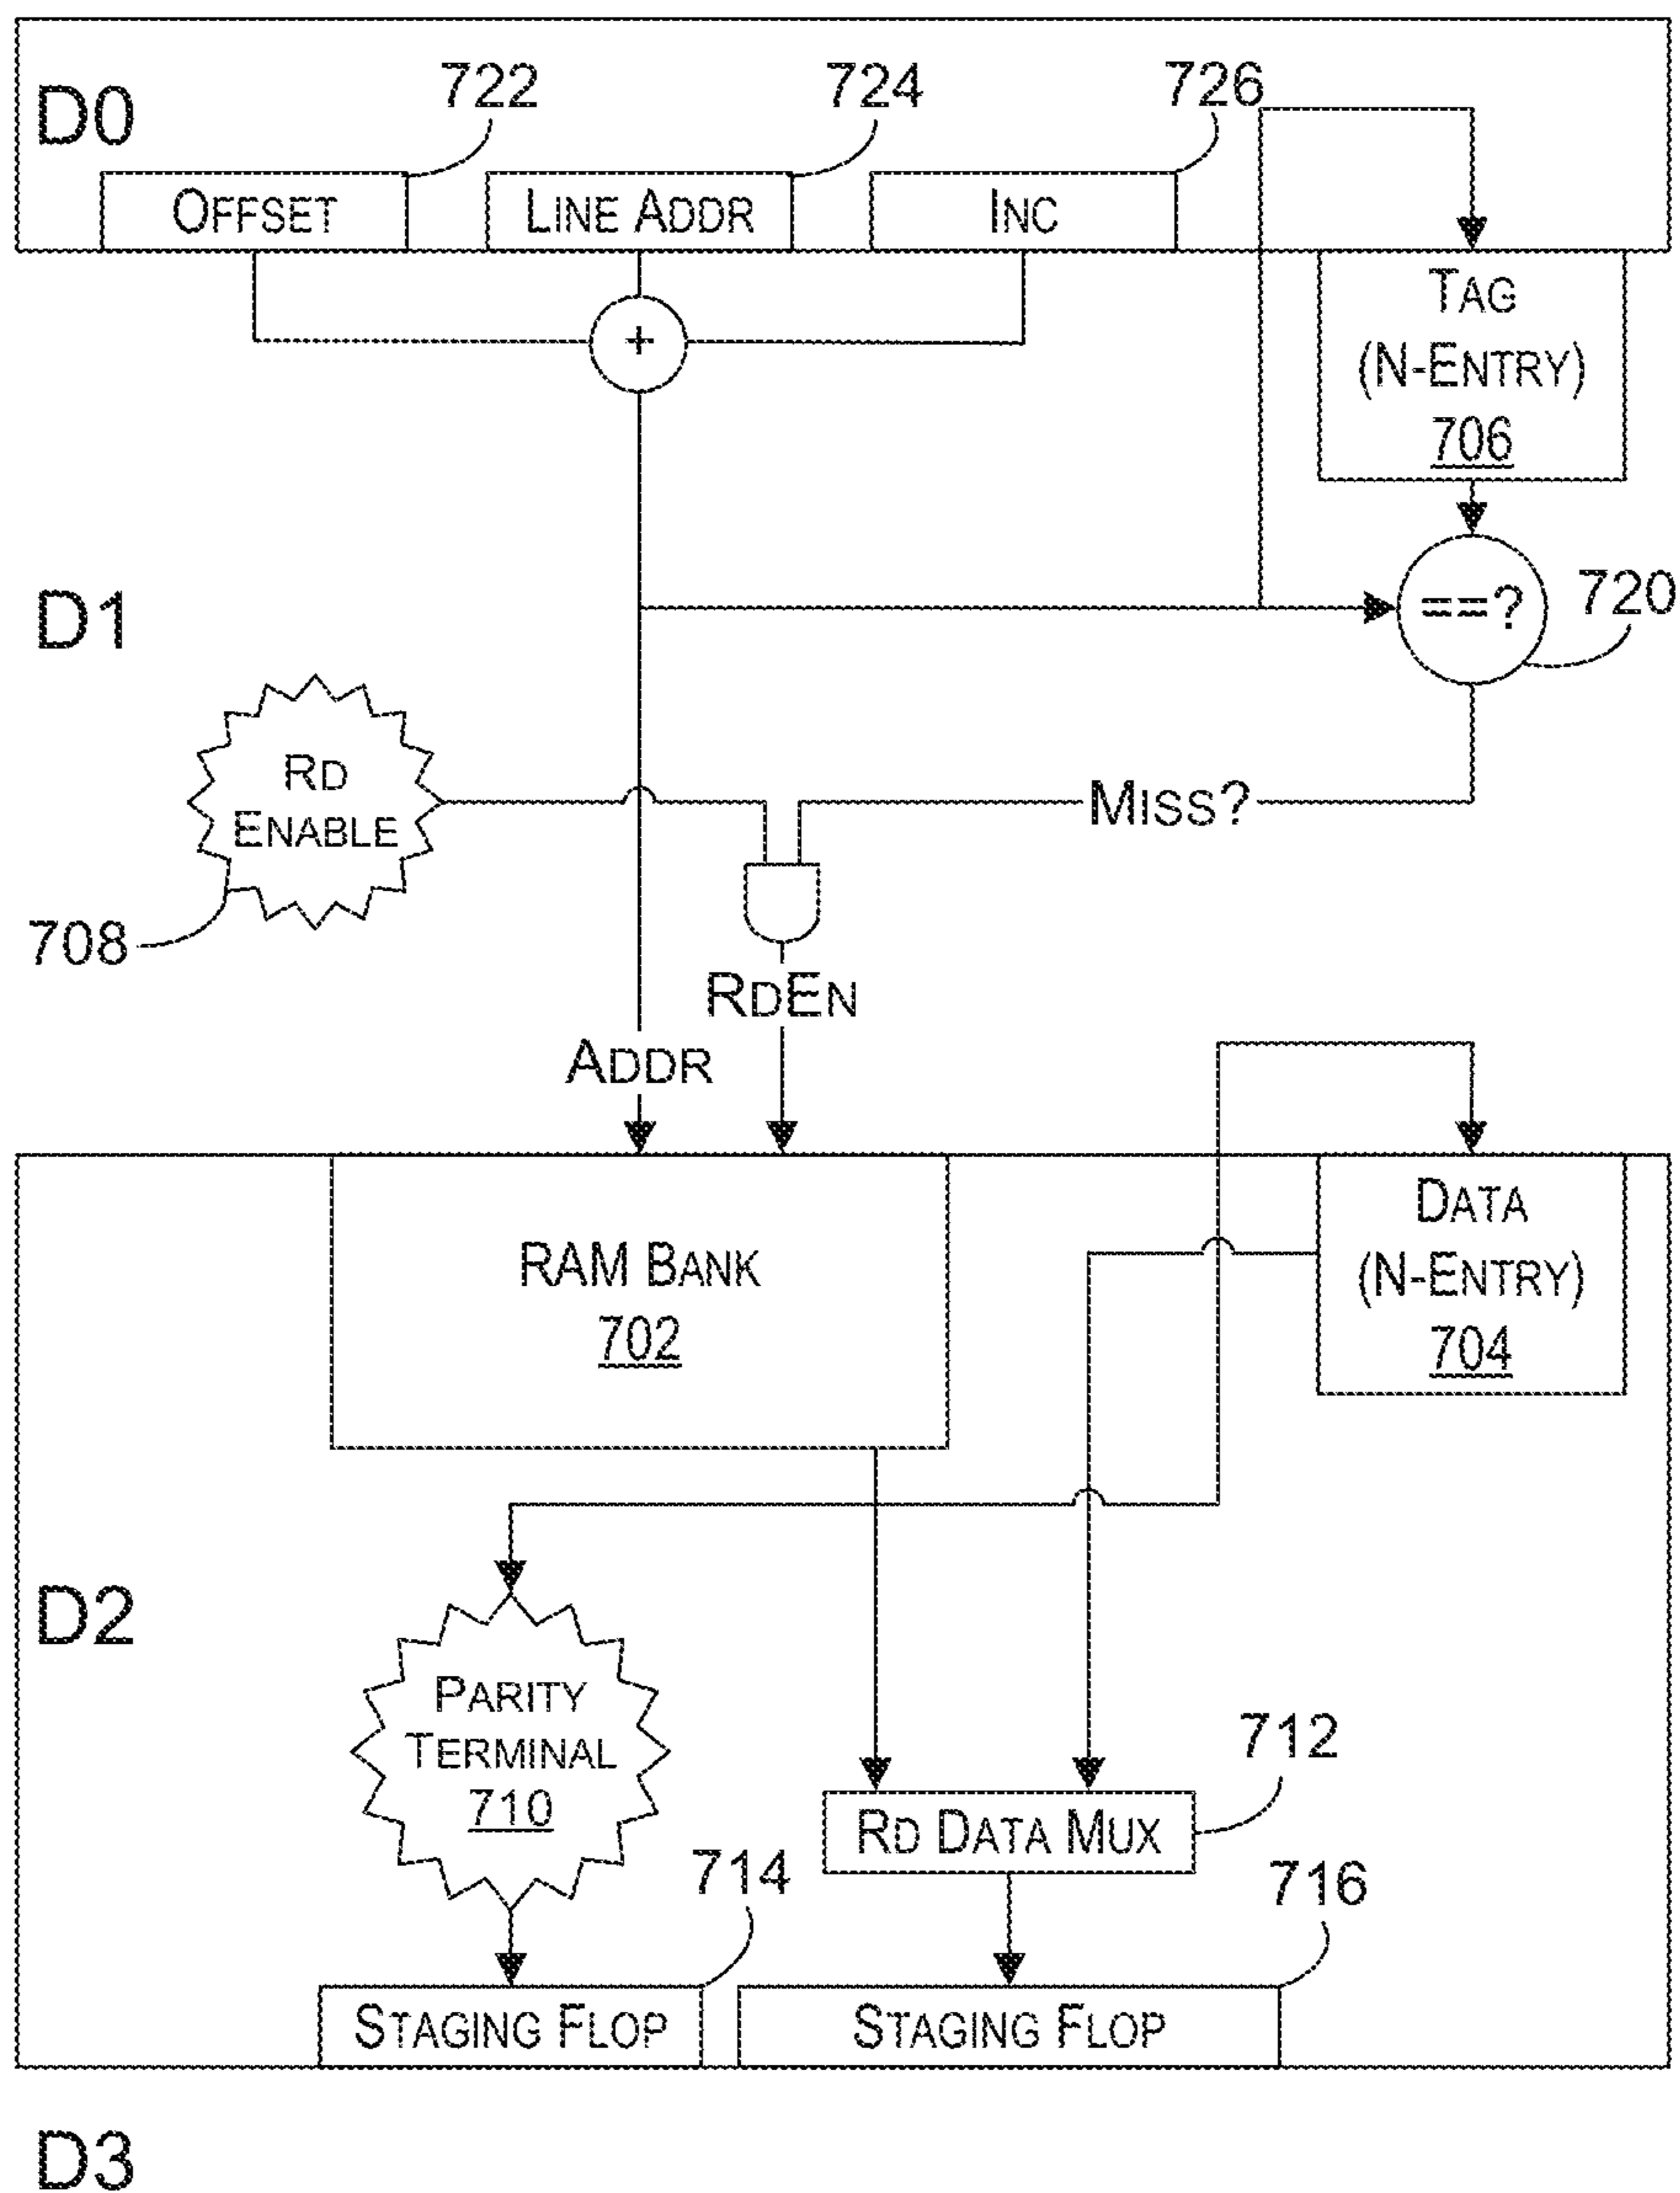 D0
722
724
726
OFFSET
LINE ADDR
INC
TAG
(N-ENTRY)
706
+
D1
==?
720
RD
ENABLE
708
MISS?
RDEN
ADDR
RAM BANK
702
DATA
(N-ENTRY)
704
D2
PARITY
TERMINAL
710
712
RD DATA MUX
714
716
STAGING FLOP
STAGING FLOP
D3